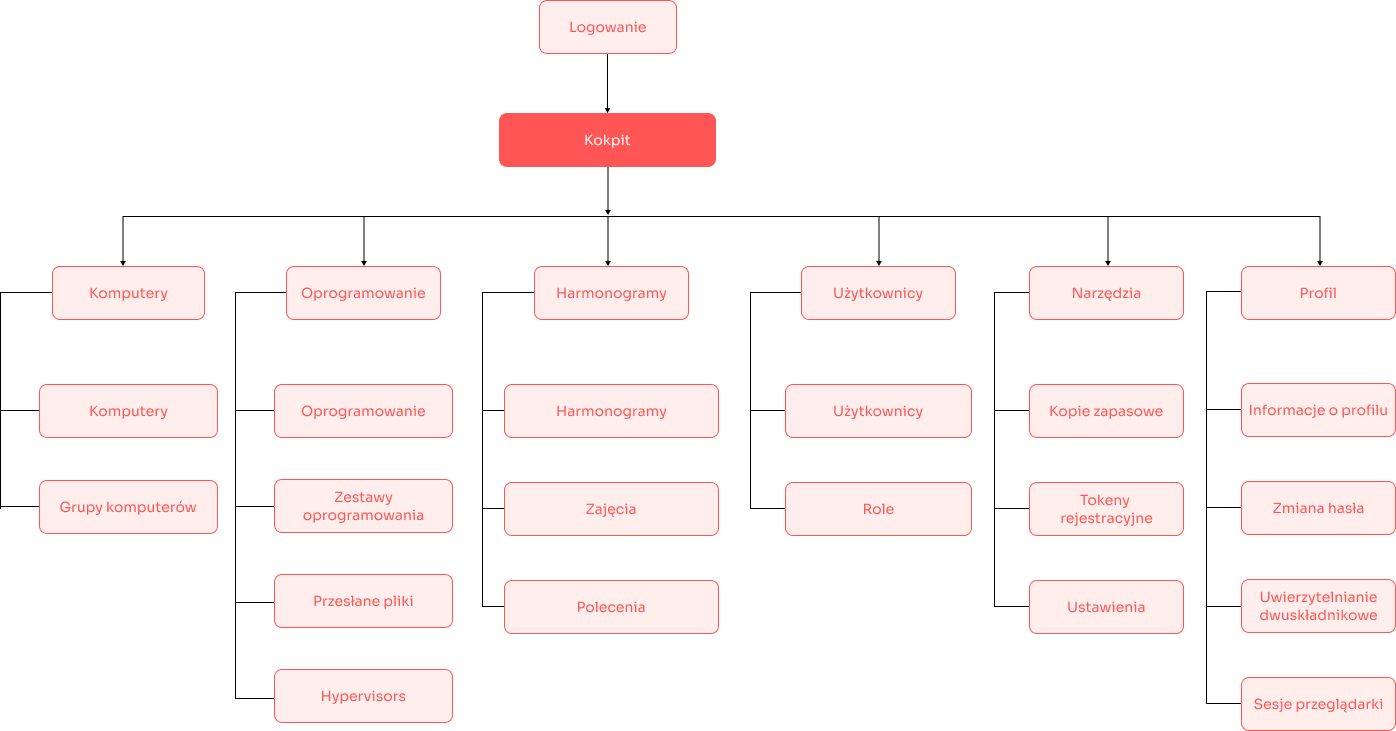 Logowanie
Kokpit
Komputery
Oprogramowanie
Harmonogramy
Użytkownicy
Narzędzia
Profil
Komputery
Oprogramowanie
Harmonogramy
Użytkownicy
Kopie zapasowe
Informacje o profilu
Grupy komputerów
Zestawy
oprogramowania
Zajęcia
Role
Tokeny
rejestracyjne
Zmiana hasła
Przesłane pliki
Polecenia
Ustawienia
Uwierzytelnianie
dwuskładnikowe
Hypervisors
Sesje przeglądarki